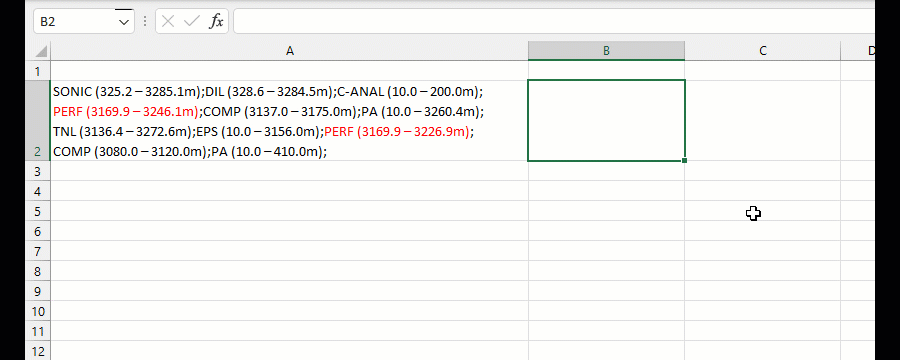 B2 fx
A B C D
1
SONIC (325.2 – 3285.1m);DIL (328.6 – 3284.5m);C-ANAL (10.0 – 200.0m);
PERF (3169.9 – 3246.1m);COMP (3137.0 – 3175.0m);PA (10.0 – 3260.4m);
TNL (3136.4 – 3272.6m);EPS (10.0 – 3156.0m);PERF (3169.9 – 3226.9m);
2 COMP (3080.0 – 3120.0m);PA (10.0 – 410.0m);
3
4
5
6
7
8
9
10
11
12